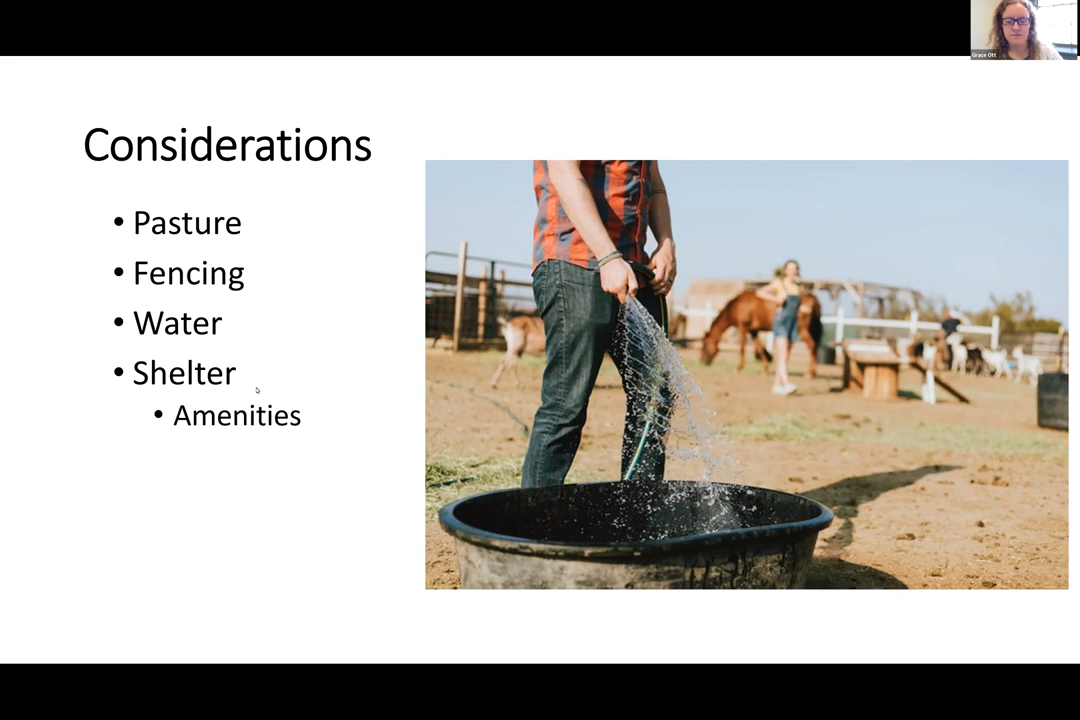 Grace Ott
Considerations
• Pasture
• Fencing
• Water
• Shelter
• Amenities